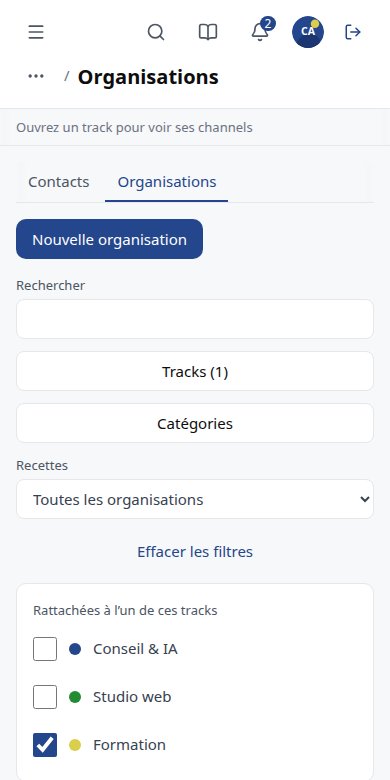 2
CA
... / Organisations
Ouvrez un track pour voir ses channels
Contacts Organisations
Nouvelle organisation
Rechercher
Tracks (1)
Catégories
Recettes
Toutes les organisations
Effacer les filtres
Rattachées à l'un de ces tracks
Conseil & IA
Studio web
Formation